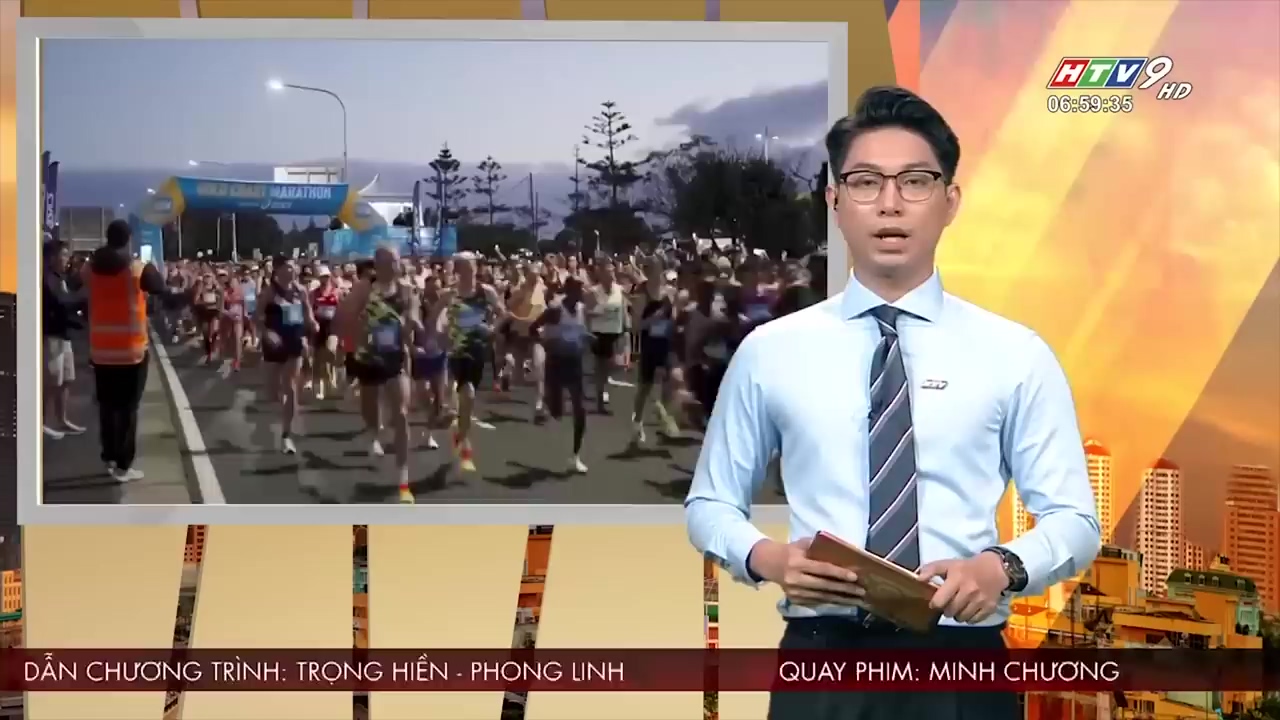 HTV9 HD
06:59:35
GOLD COAST MARATHON
HTV
DẪN CHƯƠNG TRÌNH: TRỌNG HIỀN - PHONG LINH
QUAY PHIM: MINH CHƯƠNG